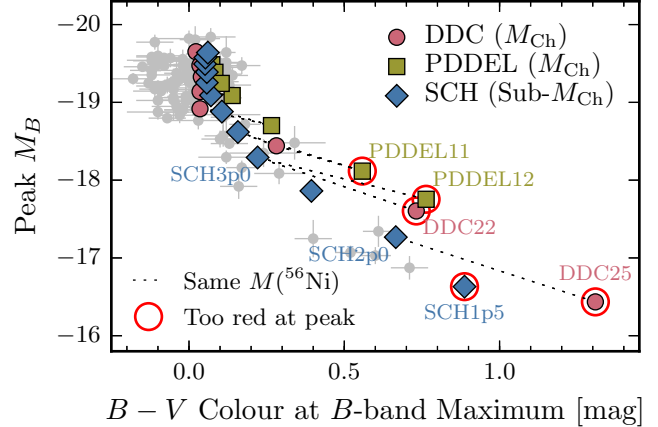 DDC (M_Ch)
PDDEL (M_Ch)
SCH (Sub-M_Ch)
−20
−19
−18
−17
−16
Peak M_B
PDDEL11
SCH3p0
PDDEL12
DDC22
SCH2p0
DDC25
SCH1p5
Same M(⁵⁶Ni)
Too red at peak
0.0 0.5 1.0
B − V Colour at B-band Maximum [mag]